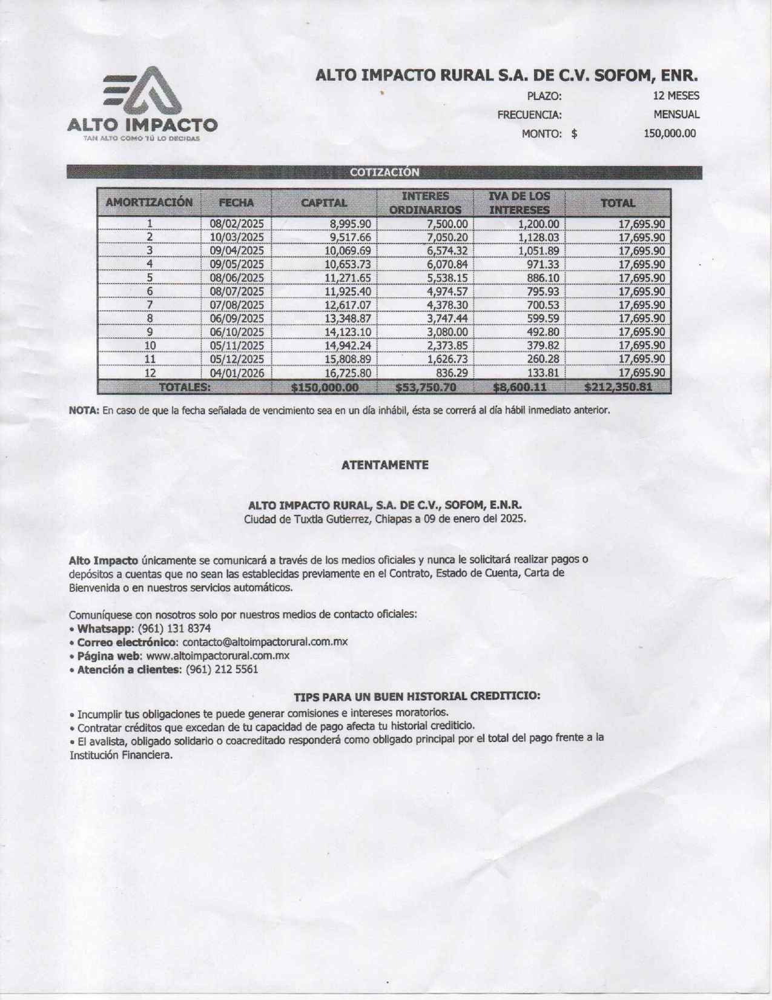 ALTO IMPACTO
TAN ALTO COMO TÚ LO DECIDAS
ALTO IMPACTO RURAL S.A. DE C.V. SOFOM, ENR.
PLAZO: 12 MESES
FRECUENCIA: MENSUAL
MONTO: $ 150,000.00
COTIZACIÓN
AMORTIZACIÓN FECHA CAPITAL INTERES ORDINARIOS IVA DE LOS INTERESES TOTAL
1 08/02/2025 8,995.90 7,500.00 1,200.00 17,695.90
2 10/03/2025 9,517.66 7,050.20 1,128.03 17,695.90
3 09/04/2025 10,069.69 6,574.32 1,051.89 17,695.90
4 09/05/2025 10,653.73 6,070.84 971.33 17,695.90
5 08/06/2025 11,271.65 5,538.15 886.10 17,695.90
6 08/07/2025 11,925.40 4,974.57 795.93 17,695.90
7 07/08/2025 12,617.07 4,378.30 700.53 17,695.90
8 06/09/2025 13,348.87 3,747.44 599.59 17,695.90
9 06/10/2025 14,123.10 3,080.00 492.80 17,695.90
10 05/11/2025 14,942.24 2,373.85 379.82 17,695.90
11 05/12/2025 15,808.89 1,626.73 260.28 17,695.90
12 04/01/2026 16,725.80 836.29 133.81 17,695.90
TOTALES: $150,000.00 $53,750.70 $8,600.11 $212,350.81
NOTA: En caso de que la fecha señalada de vencimiento sea en un día inhábil, ésta se correrá al día hábil inmediato anterior.
ATENTAMENTE
ALTO IMPACTO RURAL, S.A. DE C.V., SOFOM, E.N.R.
Ciudad de Tuxtla Gutierrez, Chiapas a 09 de enero del 2025.
Alto Impacto únicamente se comunicará a través de los medios oficiales y nunca le solicitará realizar pagos o
depósitos a cuentas que no sean las establecidas previamente en el Contrato, Estado de Cuenta, Carta de
Bienvenida o en nuestros servicios automáticos.
Comuníquese con nosotros solo por nuestros medios de contacto oficiales:
• Whatsapp: (961) 131 8374
• Correo electrónico: contacto@altoimpactorural.com.mx
• Página web: www.altoimpactorural.com.mx
• Atención a clientes: (961) 212 5561
TIPS PARA UN BUEN HISTORIAL CREDITICIO:
• Incumplir tus obligaciones te puede generar comisiones e intereses moratorios.
• Contratar créditos que excedan de tu capacidad de pago afecta tu historial crediticio.
• El avalista, obligado solidario o coacreditado responderá como obligado principal por el total del pago frente a la
Institución Financiera.